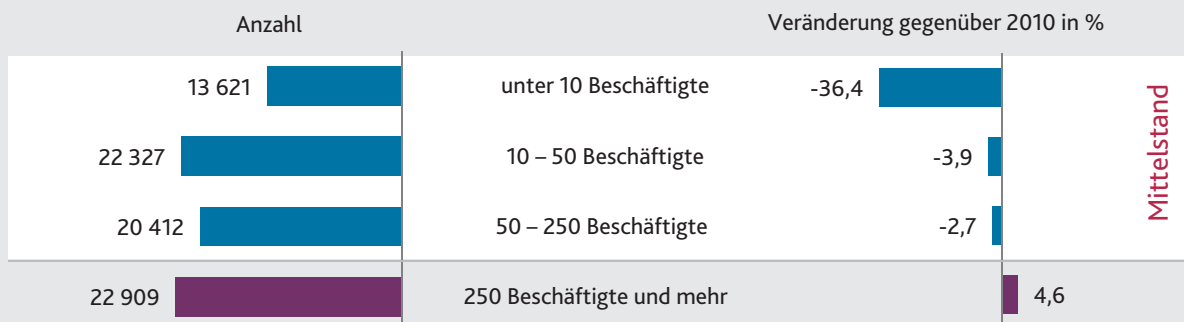 Anzahl Veränderung gegenüber 2010 in %
13 621 unter 10 Beschäftigte -36,4
22 327 10 – 50 Beschäftigte -3,9
20 412 50 – 250 Beschäftigte -2,7
Mittelstand
22 909 250 Beschäftigte und mehr 4,6